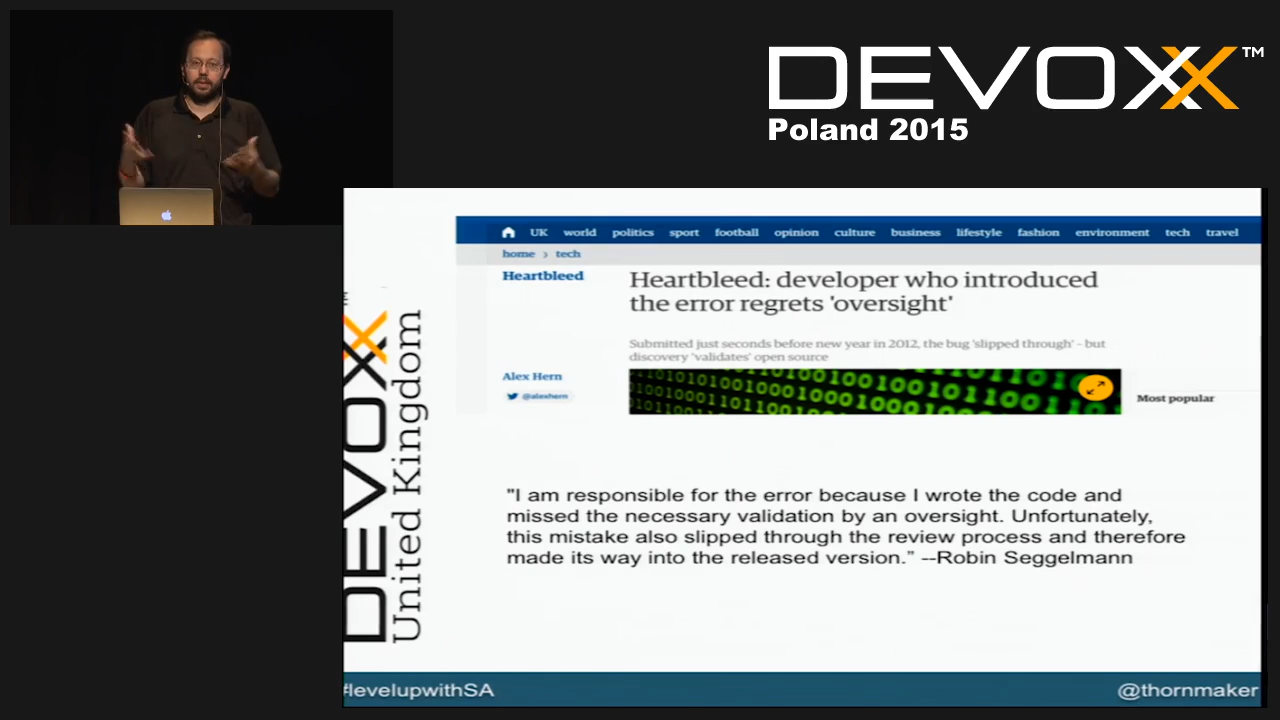 DEVOXX™
Poland 2015
UK world politics sport football opinion culture business lifestyle fashion environment tech travel
home › tech
Heartbleed
Heartbleed: developer who introduced
the error regrets 'oversight'
Submitted just seconds before new year in 2012, the bug 'slipped through' - but
discovery 'validates' open source
Alex Hern
@alexhern
Most popular
DEVOXX
United Kingdom
"I am responsible for the error because I wrote the code and
missed the necessary validation by an oversight. Unfortunately,
this mistake also slipped through the review process and therefore
made its way into the released version.” --Robin Seggelmann
#levelupwithSA
@thornmaker